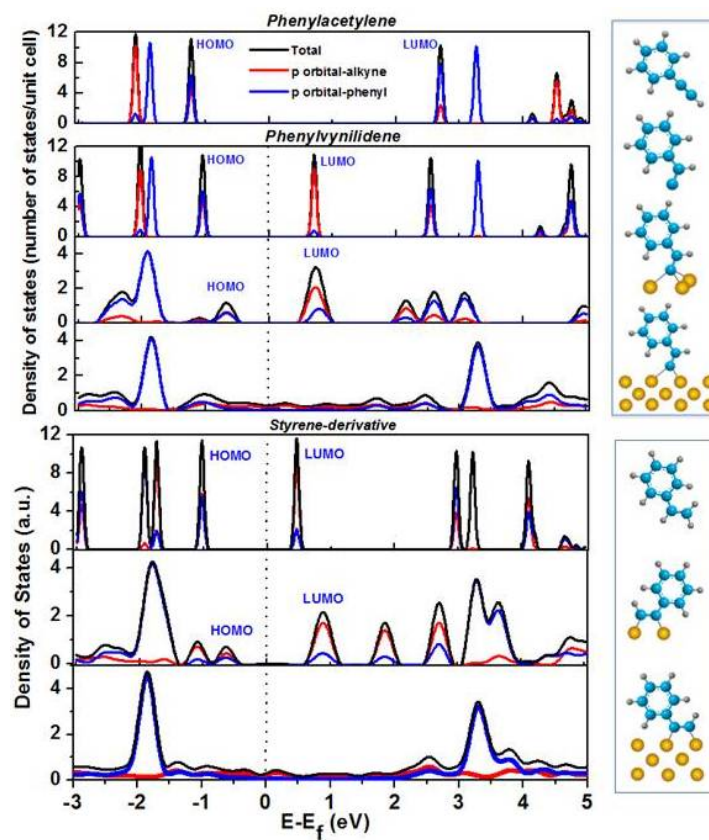 Phenylacetylene
12
8
4
0
HOMO
LUMO
Total
p orbital-alkyne
p orbital-phenyl
Phenylvynilidene
12
9
6
3
0
HOMO
LUMO
4
2
0
HOMO
LUMO
4
2
0
Density of states (number of states/unit cell)
Styrene-derivative
12
8
4
0
HOMO
LUMO
4
2
0
HOMO
LUMO
4
2
0
Density of States (a.u.)
-3 -2 -1 0 1 2 3 4 5
E-Ef (eV)